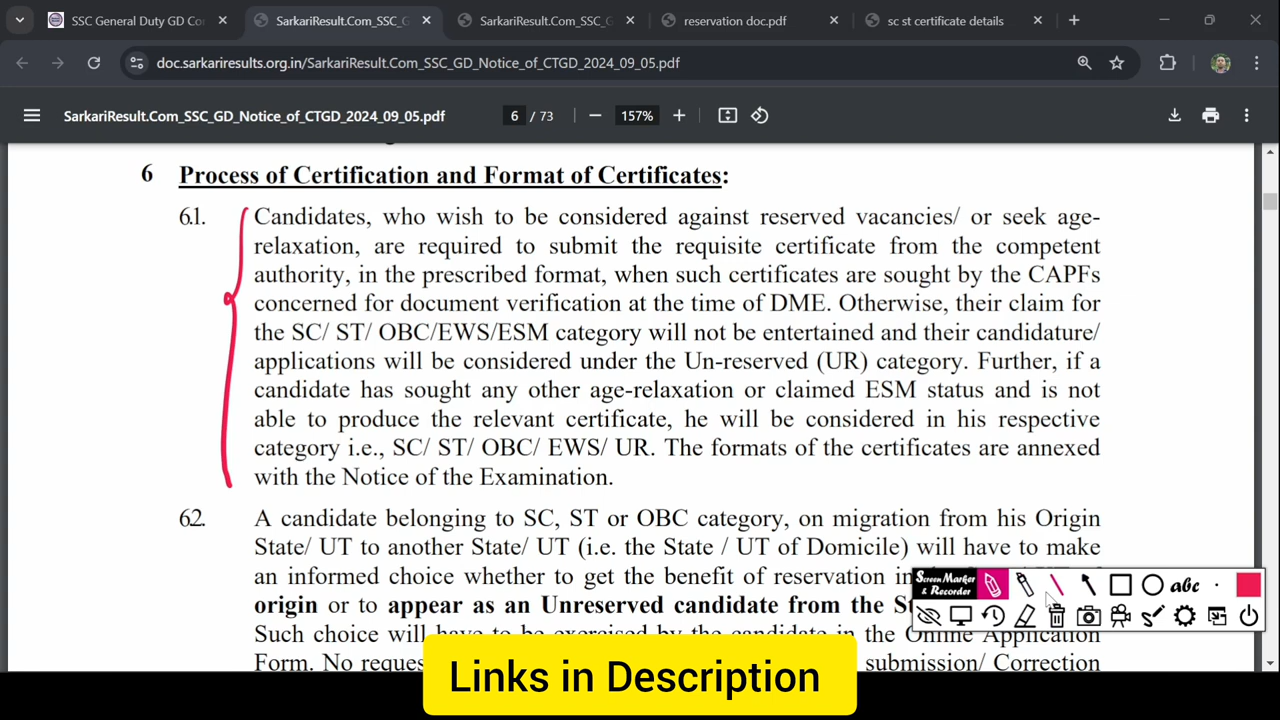 SSC General Duty GD Co
SarkariResult.Com_SSC_G
SarkariResult.Com_SSC_G
reservation doc.pdf
sc st certificate details
doc.sarkariresults.org.in/SarkariResult.Com_SSC_GD_Notice_of_CTGD_2024_09_05.pdf
SarkariResult.Com_SSC_GD_Notice_of_CTGD_2024_09_05.pdf
6 / 73
157%
6 Process of Certification and Format of Certificates:
6.1. Candidates, who wish to be considered against reserved vacancies/ or seek age-
relaxation, are required to submit the requisite certificate from the competent
authority, in the prescribed format, when such certificates are sought by the CAPFs
concerned for document verification at the time of DME. Otherwise, their claim for
the SC/ ST/ OBC/EWS/ESM category will not be entertained and their candidature/
applications will be considered under the Un-reserved (UR) category. Further, if a
candidate has sought any other age-relaxation or claimed ESM status and is not
able to produce the relevant certificate, he will be considered in his respective
category i.e., SC/ ST/ OBC/ EWS/ UR. The formats of the certificates are annexed
with the Notice of the Examination.
6.2. A candidate belonging to SC, ST or OBC category, on migration from his Origin
State/ UT to another State/ UT (i.e. the State / UT of Domicile) will have to make
an informed choice whether to get the benefit of reservation in
origin or to appear as an Unreserved candidate from the S
Such choice will have to be exercised by the candidate in the Online Application
Form. No reque submission/ Correction
Screen Marker
& Recorder
abc
Links in Description